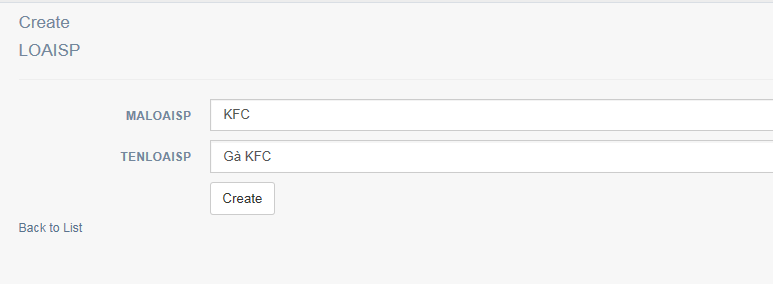 Create
LOAISP
MALOAISP KFC
TENLOAISP Gà KFC
Create
Back to List